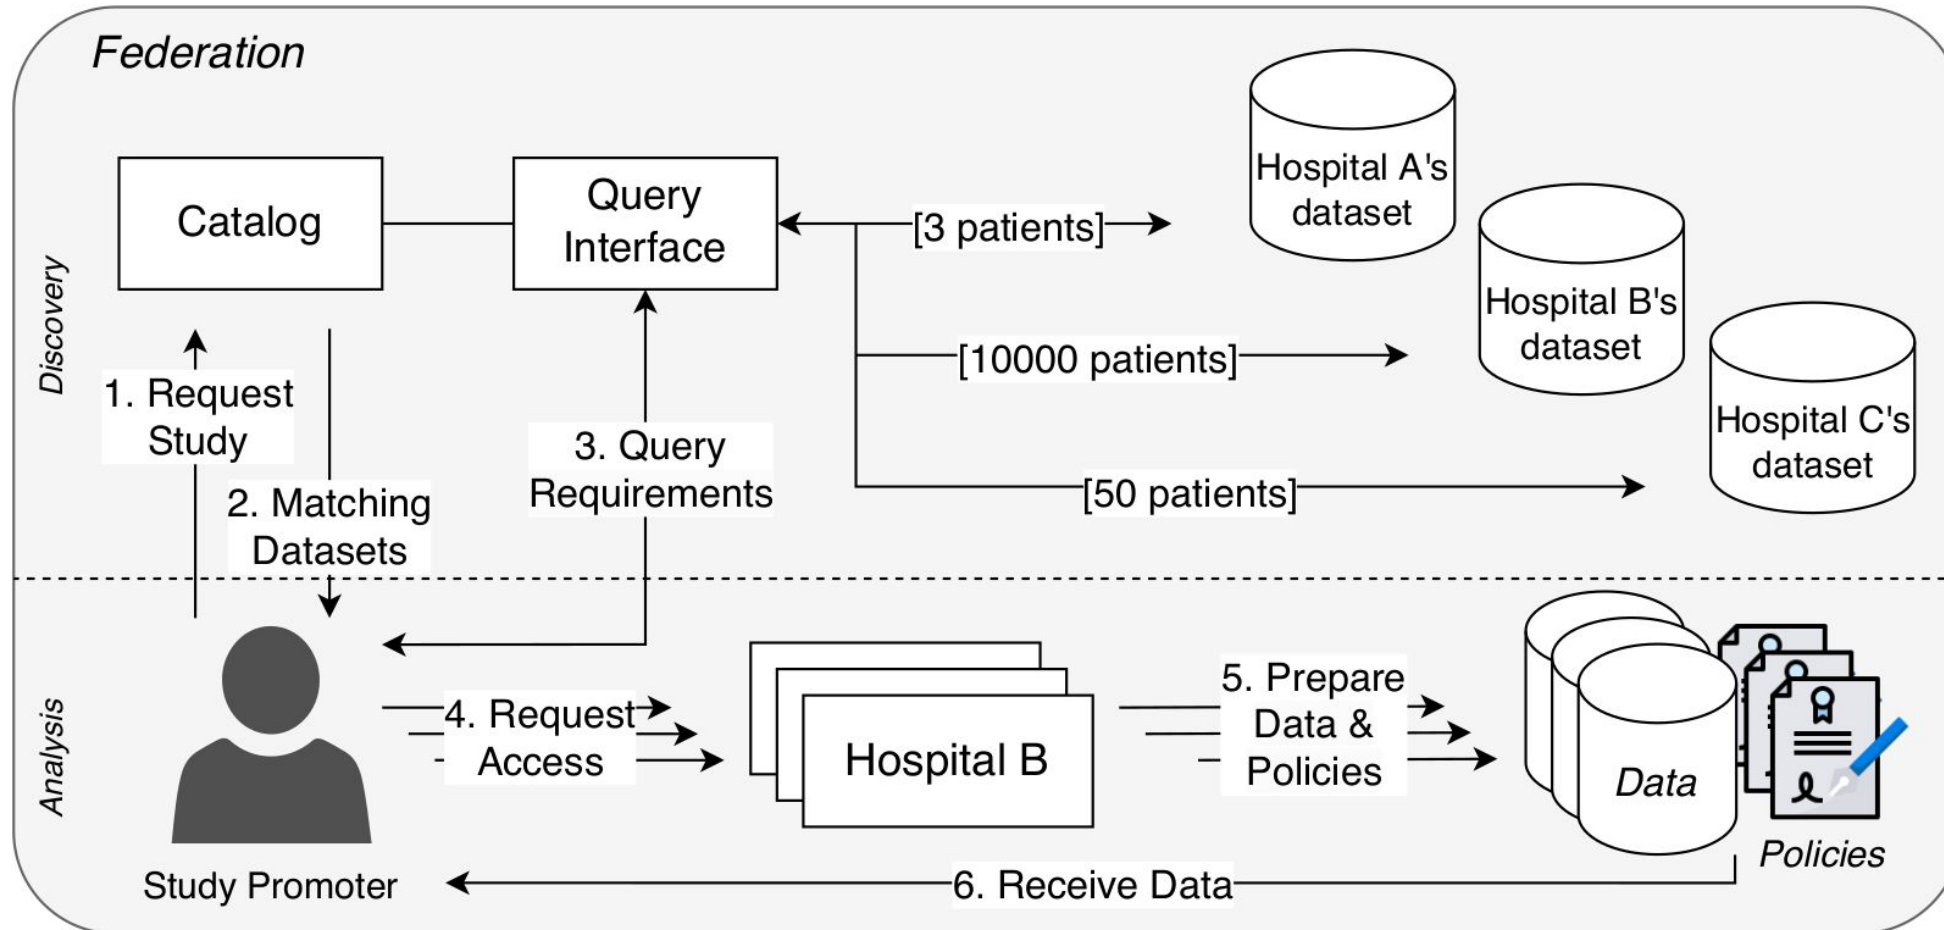 Federation
Discovery
Catalog
Query
Interface
[3 patients]
Hospital A's
dataset
[10000 patients]
Hospital B's
dataset
[50 patients]
Hospital C's
dataset
1. Request
Study
2. Matching
Datasets
3. Query
Requirements
Analysis
Study Promoter
4. Request
Access
Hospital B
5. Prepare
Data &
Policies
Data
Policies
6. Receive Data